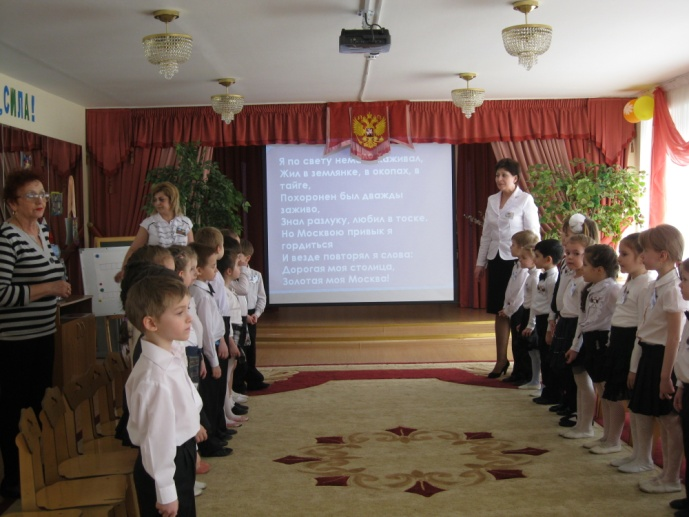 СИЛА!
Я по свету немало хаживал,
Жил в землянке, в окопах, в
тайге,
Похоронен был дважды
заживо,
Знал разлуку, любил в тоске.
Но Москвою привык я
гордиться
И везде повторял я слова:
Дорогая моя столица,
Золотая моя Москва!